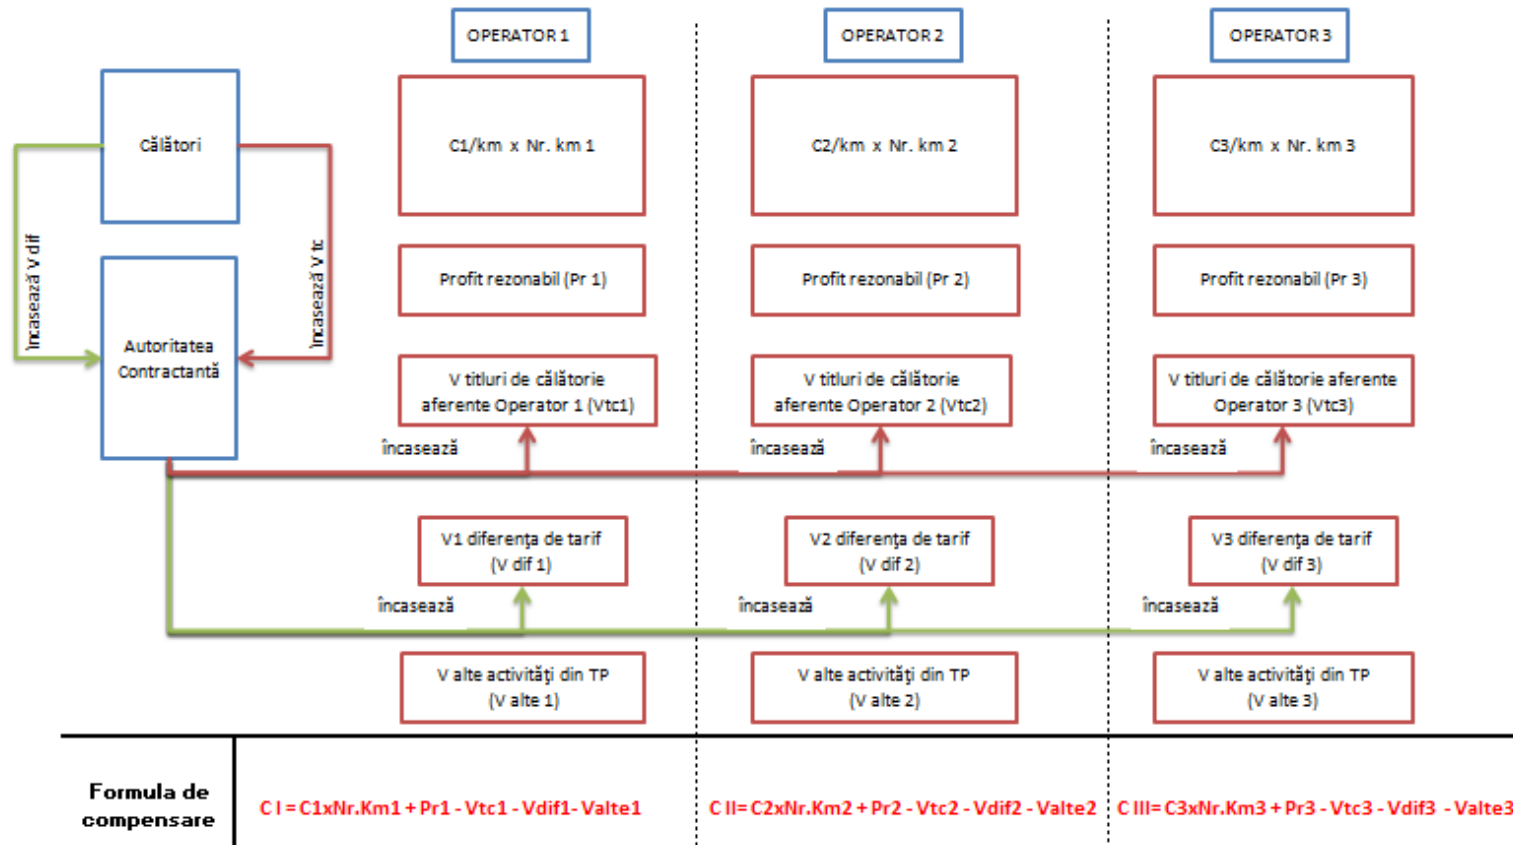 OPERATOR 1
OPERATOR 2
OPERATOR 3
Călători
C1/km x Nr. km 1
C2/km x Nr. km 2
C3/km x Nr. km 3
încasează V dif
încasează V tc
Profit rezonabil (Pr 1)
Profit rezonabil (Pr 2)
Profit rezonabil (Pr 3)
Autoritatea
Contractantă
V titluri de călătorie
aferente Operator 1 (Vtc1)
V titluri de călătorie
aferente Operator 2 (Vtc2)
V titluri de călătorie aferente
Operator 3 (Vtc3)
încasează
încasează
încasează
V1 diferența de tarif
(V dif 1)
V2 diferența de tarif
(V dif 2)
V3 diferența de tarif
(V dif 3)
încasează
încasează
încasează
V alte activităţi din TP
(V alte 1)
V alte activităţi din TP
(V alte 2)
V alte activităţi din TP
(V alte 3)
Formula de
compensare
C I = C1xNr.Km1 + Pr1 - Vtc1 - Vdif1- Valte1
C II= C2xNr.Km2 + Pr2 - Vtc2 - Vdif2 - Valte2
C III= C3xNr.Km3 + Pr3 - Vtc3 - Vdif3 - Valte3